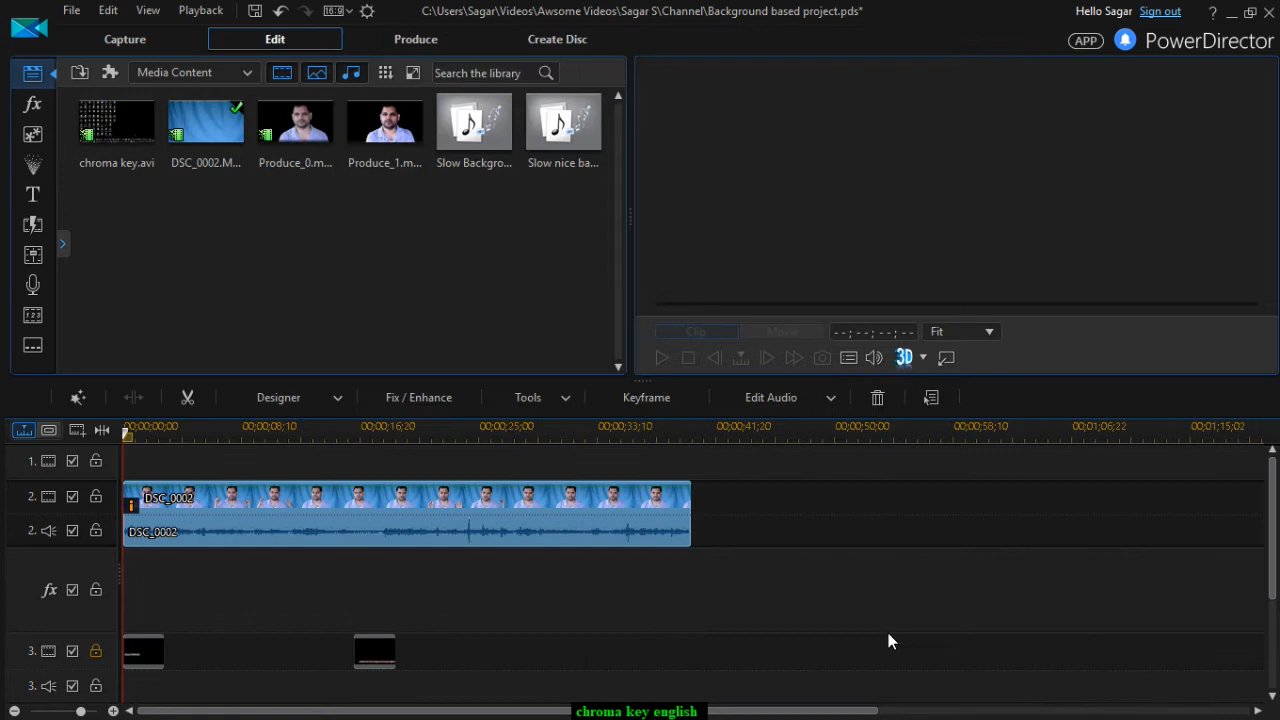 File Edit View Playback 16:9 C:\Users\Sagar\Videos\Awsome Videos\Sagar S\Channel\Background based project.pds* Hello Sagar Sign out ?
Capture Edit Produce Create Disc APP PowerDirector
Media Content Search the library
fx
T
chroma key.avi DSC_0002.M... Produce_0.m... Produce_1.m... Slow Backgro... Slow nice ba...
Clip Movie --;--;--;-- Fit
3D
Designer Fix / Enhance Tools Keyframe Edit Audio
00;00;00;00 00;00;08;10 00;00;16;20 00;00;25;00 00;00;33;10 00;00;41;20 00;00;50;00 00;00;58;10 00;01;06;22 00;01;15;02
1.
2. i DSC_0002
2. DSC_0002
fx
3.
3.
chroma key english